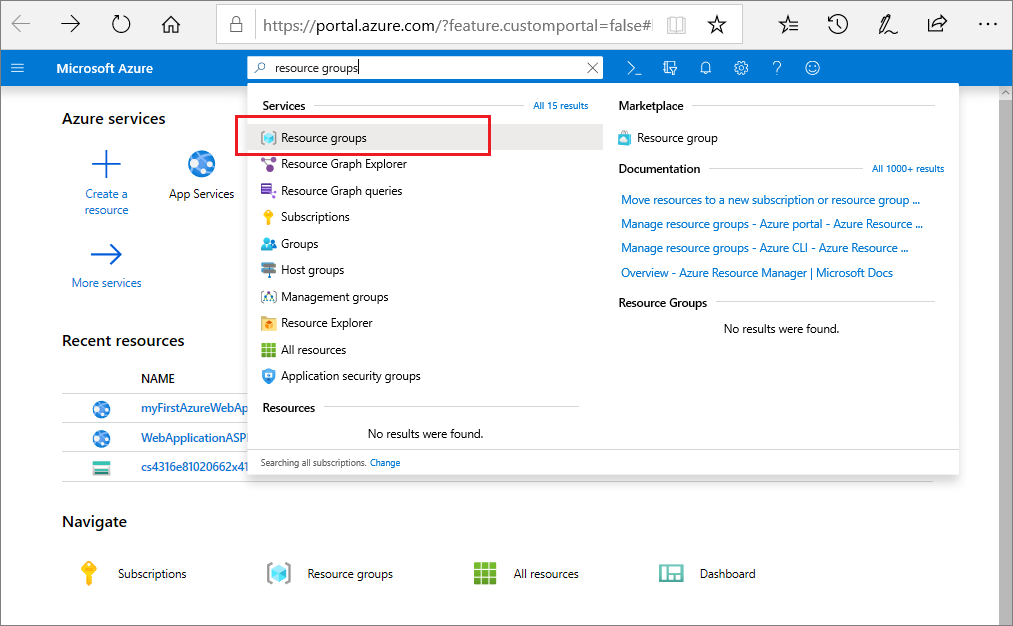 https://portal.azure.com/?feature.customportal=false#
Microsoft Azure
resource groups
Azure services
Create a
resource
App Services
More services
Services
All 15 results
Resource groups
Resource Graph Explorer
Resource Graph queries
Subscriptions
Groups
Host groups
Management groups
Resource Explorer
All resources
Application security groups
Resources
No results were found.
Searching all subscriptions. Change
Marketplace
Resource group
Documentation
All 1000+ results
Move resources to a new subscription or resource group ...
Manage resource groups - Azure portal - Azure Resource ...
Manage resource groups - Azure CLI - Azure Resource ...
Overview - Azure Resource Manager | Microsoft Docs
Resource Groups
No results were found.
Recent resources
NAME
myFirstAzureWebAp
WebApplicationASP
cs4316e81020662x41
Navigate
Subscriptions
Resource groups
All resources
Dashboard